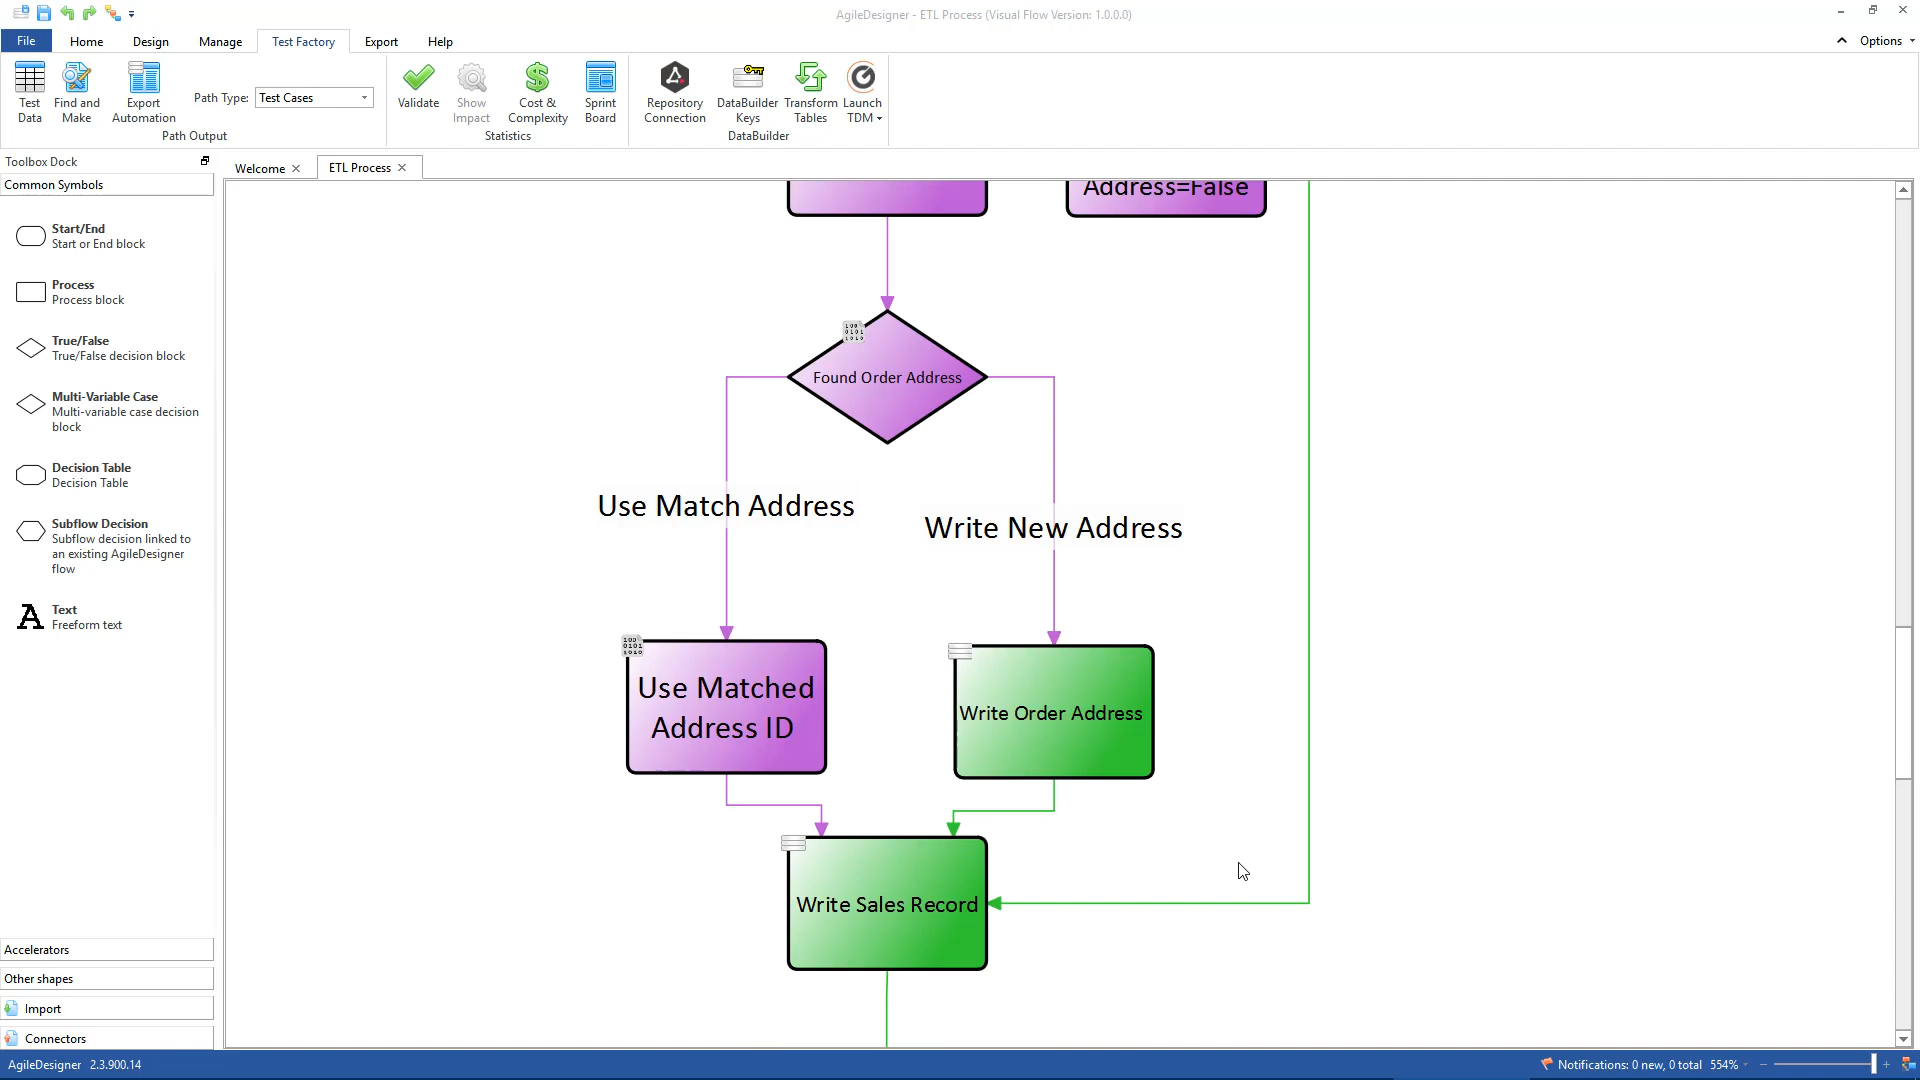 AgileDesigner - ETL Process (Visual Flow Version: 1.0.0.0)
File
Home
Design
Manage
Test Factory
Export
Help
Options
Test
Data
Find and
Make
Export
Automation
Path Type:
Test Cases
Path Output
Validate
Show
Impact
Cost &
Complexity
Sprint
Board
Statistics
Repository
Connection
DataBuilder
Keys
Transform
Tables
Launch
TDM
DataBuilder
Toolbox Dock
Common Symbols
Welcome
ETL Process
Start/End
Start or End block
Process
Process block
True/False
True/False decision block
Multi-Variable Case
Multi-variable case decision
block
Decision Table
Decision Table
Subflow Decision
Subflow decision linked to
an existing AgileDesigner
flow
A
Text
Freeform text
Accelerators
Other shapes
Import
Connectors
Address=False
Found Order Address
Use Match Address
Write New Address
Use Matched
Address ID
Write Order Address
Write Sales Record
AgileDesigner 2.3.900.14
Notifications: 0 new, 0 total
554%